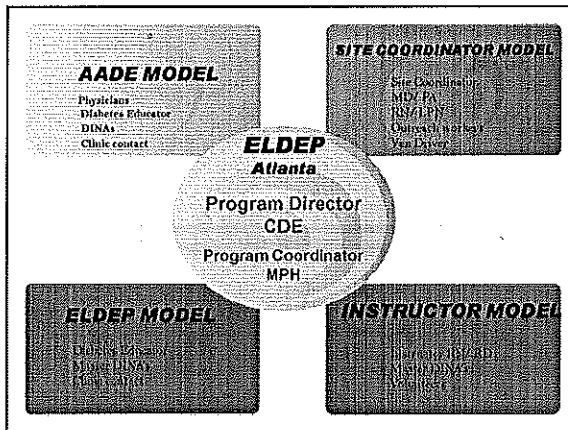 AADE MODEL
Physicians
Diabetes Educator
DINAs
Clinic contact
SITE COORDINATOR MODEL
Site Coordinator
MD/ PA
RN/LPN
Outreach workers
Van Driver
ELDEP
Atlanta
Program Director
CDE
Program Coordinator
MPH
ELDEP MODEL
Diabetes Educator
Master DINAs
Clinic contact
INSTRUCTOR MODEL
Instructor
Master DINAs